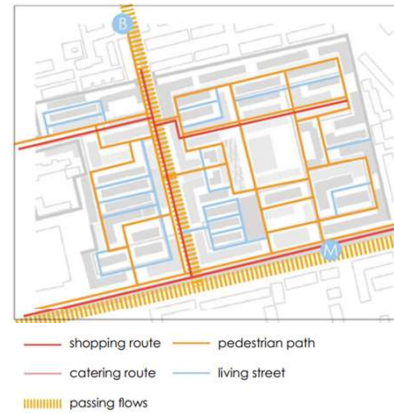 B
M
shopping route pedestrian path
catering route living street
passing flows